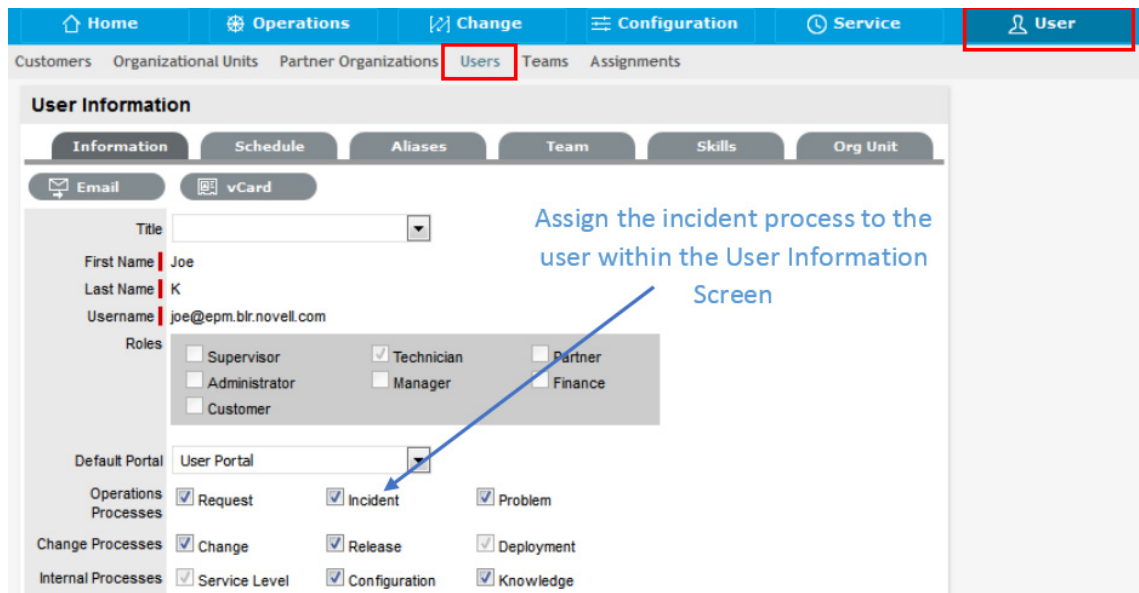 Home Operations Change Configuration Service User
Customers Organizational Units Partner Organizations Users Teams Assignments
User Information
Information Schedule Aliases Team Skills Org Unit
Email vCard
Title
Assign the incident process to the
user within the User Information
Screen
First Name Joe
Last Name K
Username joe@epm.blr.novell.com
Roles
Supervisor Technician Partner
Administrator Manager Finance
Customer
Default Portal User Portal
Operations
Processes
Request Incident Problem
Change Processes Change Release Deployment
Internal Processes Service Level Configuration Knowledge